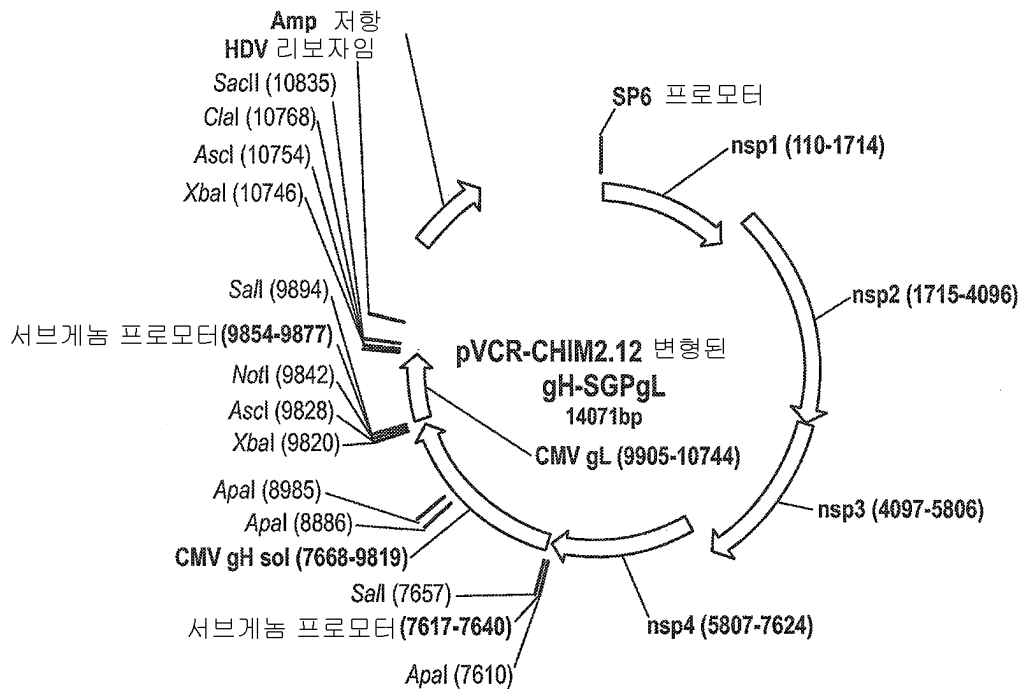 Amp 저항
HDV 리보자임
SacII (10835)
ClaI (10768)
AscI (10754)
XbaI (10746)
SalI (9894)
서브게놈 프로모터(9854-9877)
NotI (9842)
AscI (9828)
XbaI (9820)
ApaI (8985)
ApaI (8886)
CMV gH sol (7668-9819)
SalI (7657)
서브게놈 프로모터(7617-7640)
ApaI (7610)
SP6 프로모터
nsp1 (110-1714)
nsp2 (1715-4096)
nsp3 (4097-5806)
nsp4 (5807-7624)
pVCR-CHIM2.12 변형된
gH-SGPgL
14071bp
CMV gL (9905-10744)